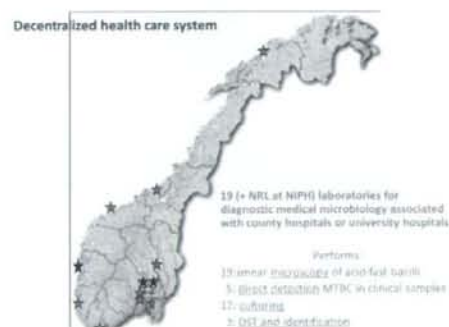 Decentralized health care system
19 (+ NRL at NIPH) laboratories for
diagnostic medical microbiology associated
with county hospitals or university hospitals
Performs
19: smear microscopy of acid-fast bacilli
5: direct detection MTBC in clinical samples
17: culturing
3: DST and identification